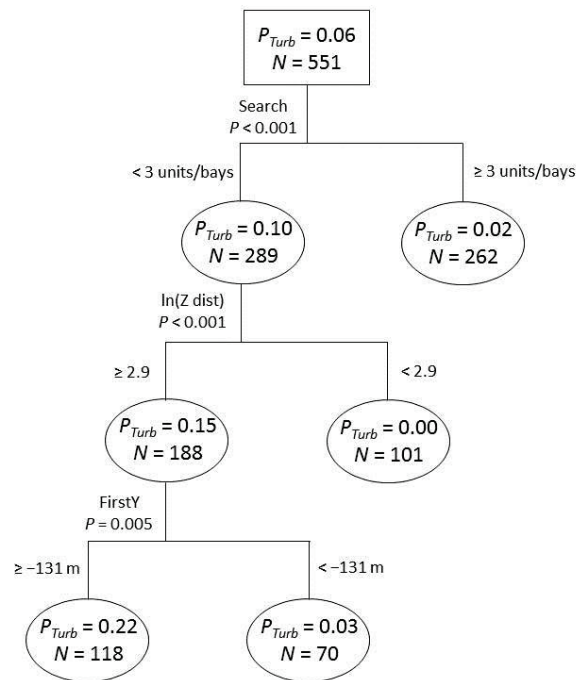 P_Turb = 0.06
N = 551
Search
P < 0.001
< 3 units/bays
≥ 3 units/bays
P_Turb = 0.10
N = 289
P_Turb = 0.02
N = 262
ln(Z dist)
P < 0.001
≥ 2.9
< 2.9
P_Turb = 0.15
N = 188
P_Turb = 0.00
N = 101
FirstY
P = 0.005
≥ −131 m
< −131 m
P_Turb = 0.22
N = 118
P_Turb = 0.03
N = 70